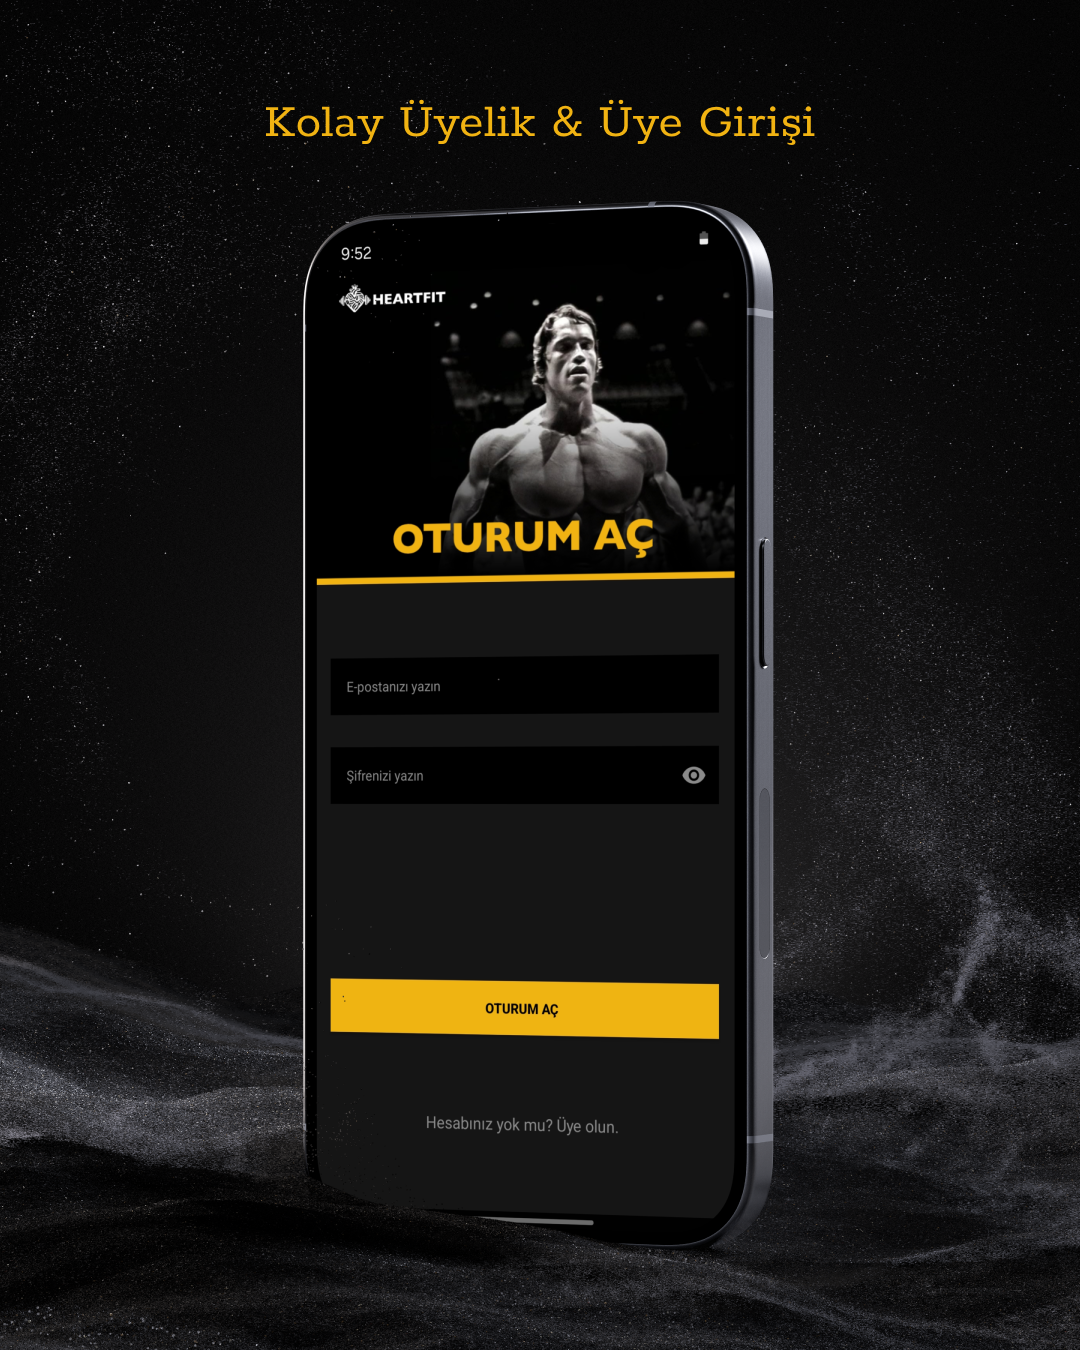 Kolay Üyelik & Üye Girişi
9:52
HEARTFIT
OTURUM AÇ
E-postanızı yazın
Şifrenizi yazın
OTURUM AÇ
Hesabınız yok mu? Üye olun.